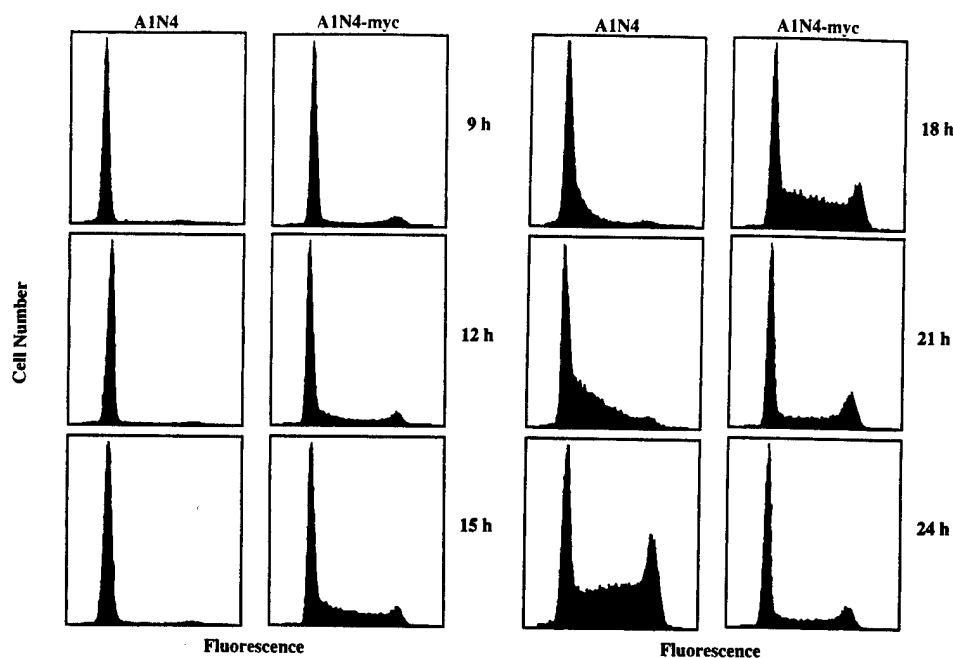 A1N4 A1N4-myc A1N4 A1N4-myc
9 h 18 h
Cell Number
12 h 21 h
15 h 24 h
Fluorescence Fluorescence